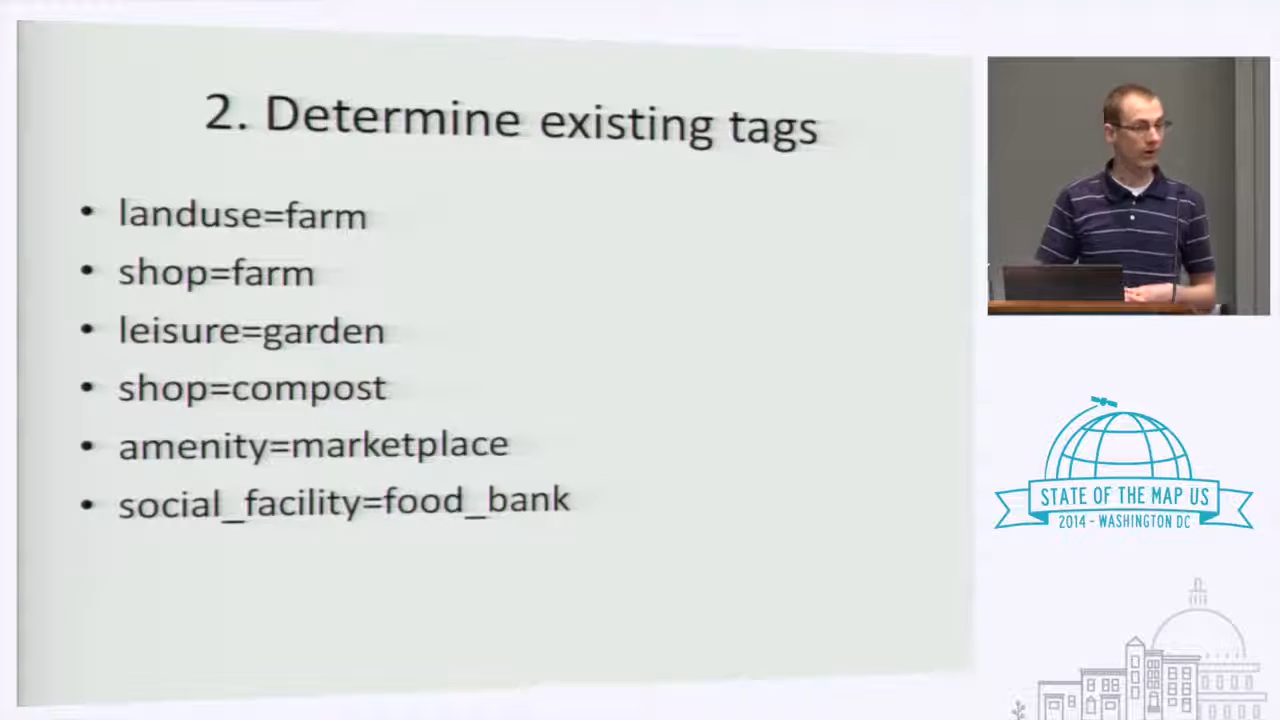 2. Determine existing tags
• landuse=farm
• shop=farm
• leisure=garden
• shop=compost
• amenity=marketplace
• social_facility=food_bank
STATE OF THE MAP US
2014 - WASHINGTON DC